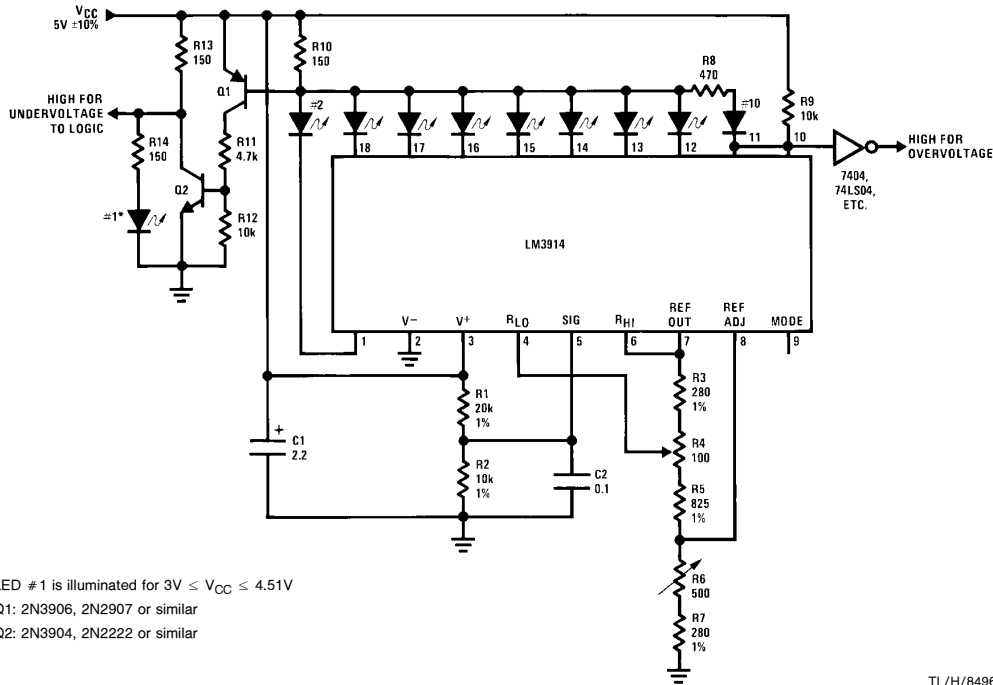 VCC
5V ±10%
R13
150
R10
150
R8
470
Q1
#2
#10
R9
10k
HIGH FOR
UNDERVOLTAGE
TO LOGIC
R14
150
R11
4.7k
18
17
16
15
14
13
12
11
10
HIGH FOR
OVERVOLTAGE
7404,
74LS04,
ETC.
Q2
#1*
R12
10k
LM3914
V−
V+
RLO
SIG
RHI
REF
OUT
REF
ADJ
MODE
1
2
3
4
5
6
7
8
9
R1
20k
1%
R3
280
1%
C1
2.2
+
R2
10k
1%
C2
0.1
R4
100
R5
825
1%
R6
500
R7
280
1%
LED #1 is illuminated for 3V ≤ VCC ≤ 4.51V
Q1: 2N3906, 2N2907 or similar
Q2: 2N3904, 2N2222 or similar
TL/H/8496